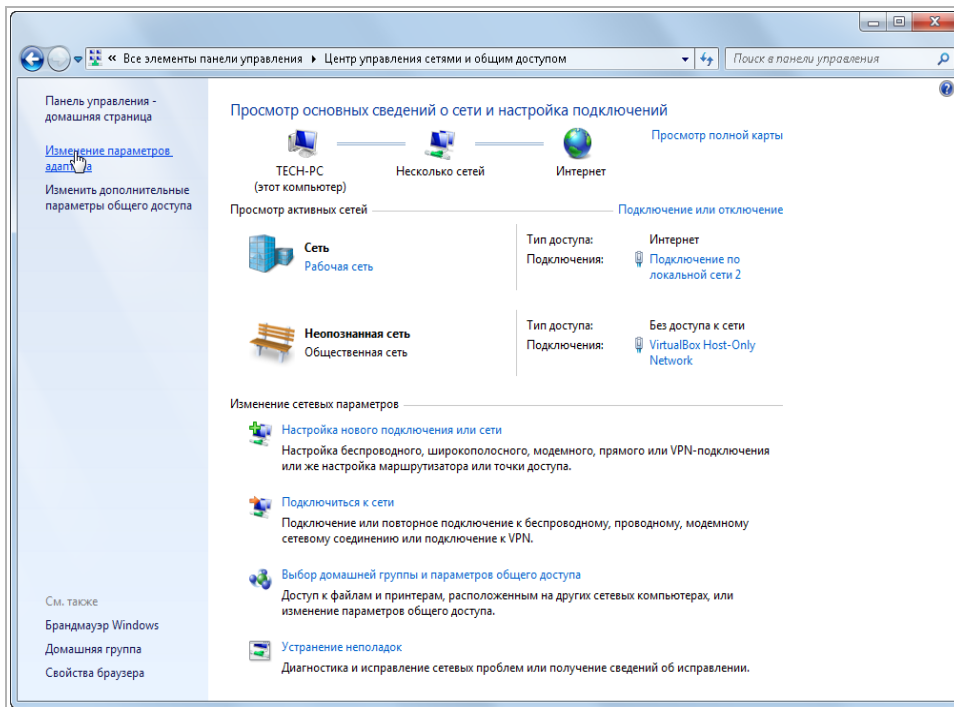 « Все элементы панели управления ▸ Центр управления сетями и общим доступом
Поиск в панели управления
Панель управления -
домашняя страница
Изменение параметров
адаптера
Изменить дополнительные
параметры общего доступа
Просмотр основных сведений о сети и настройка подключений
Просмотр полной карты
TECH-PC
(этот компьютер)
Несколько сетей
Интернет
Просмотр активных сетей
Подключение или отключение
Сеть
Рабочая сеть
Тип доступа: Интернет
Подключения: Подключение по
локальной сети 2
Неопознанная сеть
Общественная сеть
Тип доступа: Без доступа к сети
Подключения: VirtualBox Host-Only
Network
Изменение сетевых параметров
Настройка нового подключения или сети
Настройка беспроводного, широкополосного, модемного, прямого или VPN-подключения
или же настройка маршрутизатора или точки доступа.
Подключиться к сети
Подключение или повторное подключение к беспроводному, проводному, модемному
сетевому соединению или подключение к VPN.
Выбор домашней группы и параметров общего доступа
Доступ к файлам и принтерам, расположенным на других сетевых компьютерах, или
изменение параметров общего доступа.
Устранение неполадок
Диагностика и исправление сетевых проблем или получение сведений об исправлении.
См. также
Брандмауэр Windows
Домашняя группа
Свойства браузера